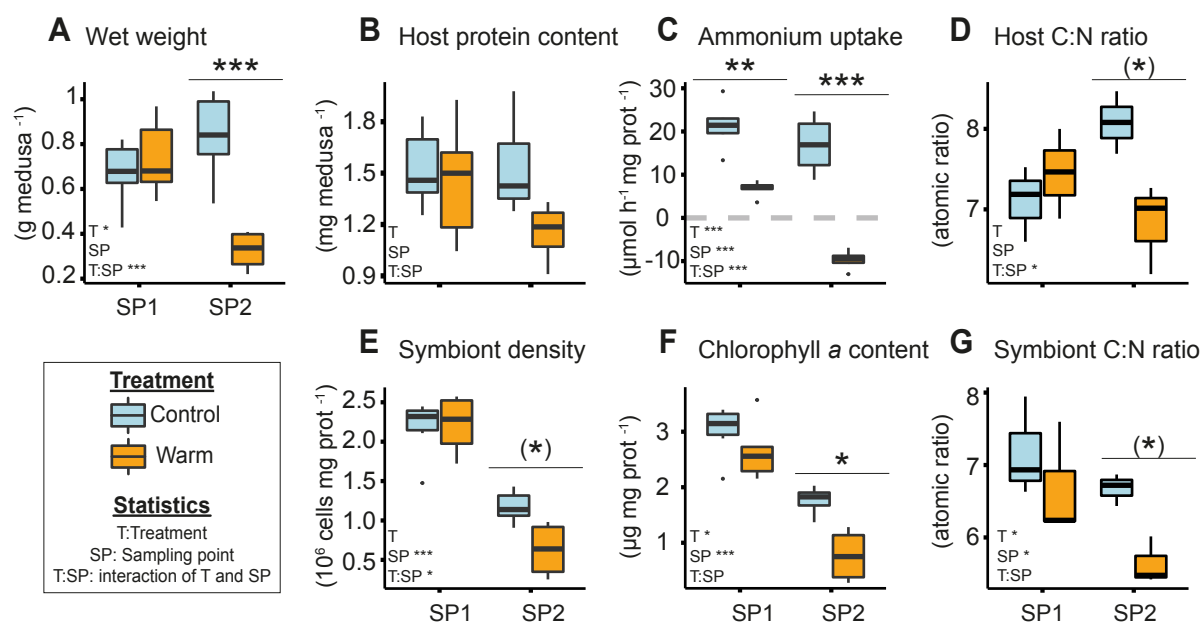 A Wet weight
(g medusa ⁻¹)
1
0.8
0.6
0.4
0.2
***
T *
SP
T:SP ***
SP1 SP2
B Host protein content
(mg medusa ⁻¹)
1.8
1.5
1.2
0.9
T
SP
T:SP
C Ammonium uptake
(µmol h⁻¹ mg prot ⁻¹)
30
20
10
0
-10
** ***
T ***
SP ***
T:SP ***
D Host C:N ratio
(atomic ratio)
8
7
(*)
T
SP
T:SP *
Treatment
Control
Warm
Statistics
T:Treatment
SP: Sampling point
T:SP: interaction of T and SP
E Symbiont density
(10⁶ cells mg prot ⁻¹)
2.5
2.0
1.5
1.0
0.5
(*)
T
SP ***
T:SP *
SP1 SP2
F Chlorophyll a content
(µg mg prot ⁻¹)
3
2
1
*
T *
SP ***
T:SP
SP1 SP2
G Symbiont C:N ratio
(atomic ratio)
8
7
6
(*)
T *
SP *
T:SP
SP1 SP2